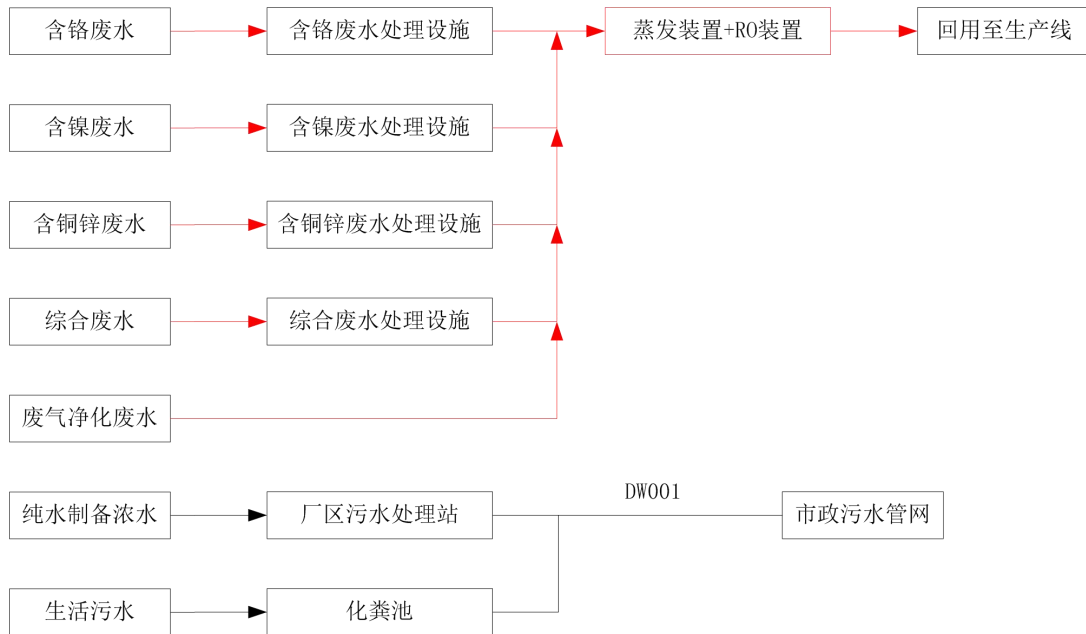 含铬废水
含铬废水处理设施
蒸发装置+RO装置
回用至生产线
含镍废水
含镍废水处理设施
含铜锌废水
含铜锌废水处理设施
综合废水
综合废水处理设施
废气净化废水
纯水制备浓水
厂区污水处理站
DW001
市政污水管网
生活污水
化粪池